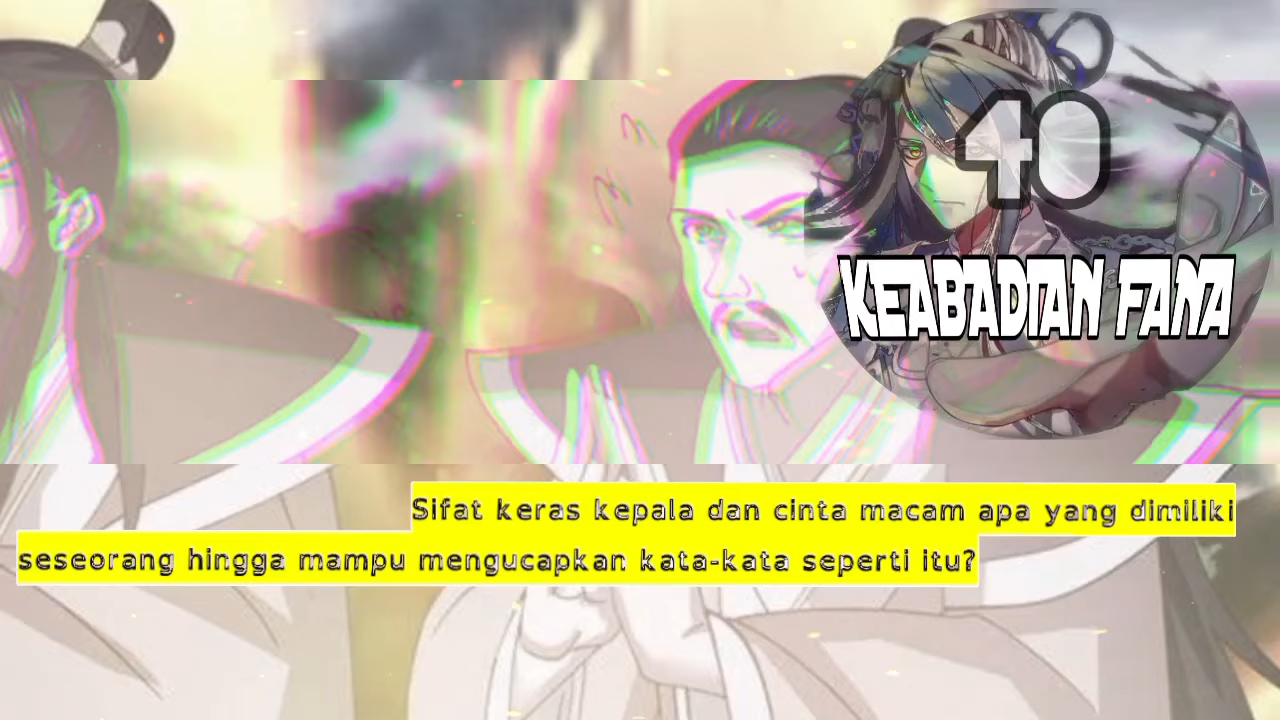 40
KEABADIAN FANA
Sifat keras kepala dan cinta macam apa yang dimiliki
seseorang hingga mampu mengucapkan kata-kata seperti itu?